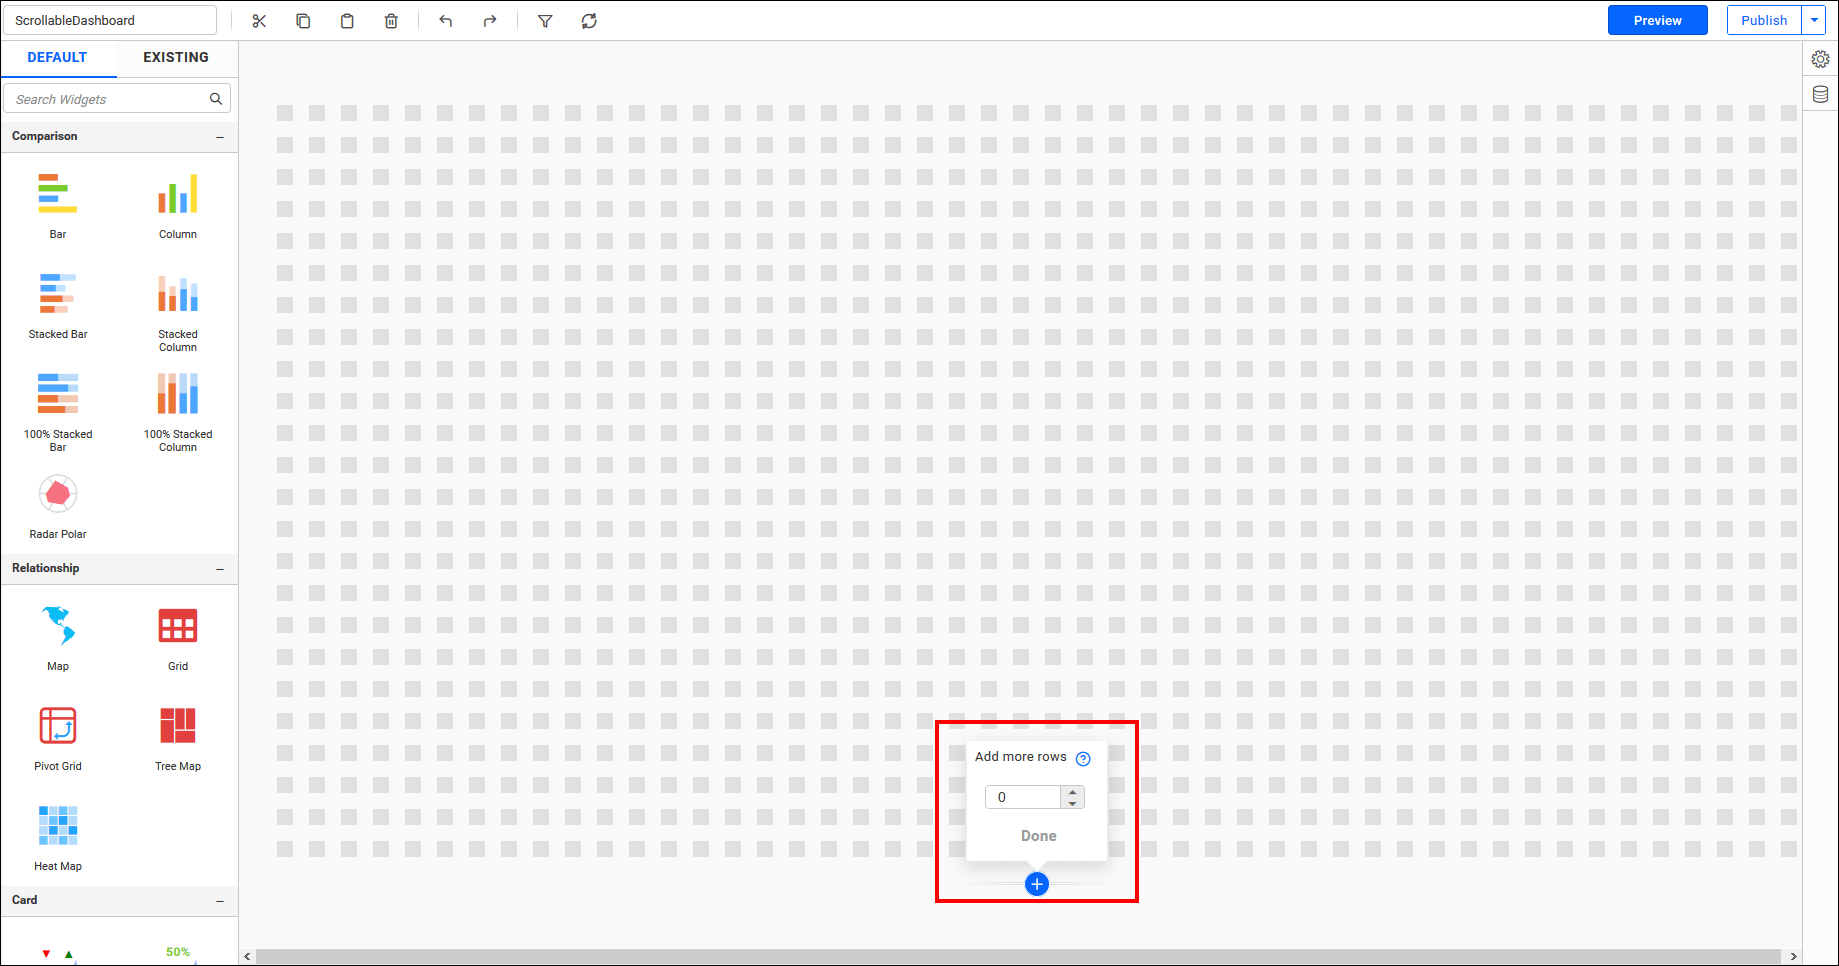 ScrollableDashboard
Preview
Publish
DEFAULT
EXISTING
Search Widgets
Comparison
Bar
Column
Stacked Bar
Stacked
Column
100% Stacked
Bar
100% Stacked
Column
Radar Polar
Relationship
Map
Grid
Pivot Grid
Tree Map
Heat Map
Card
50%
Add more rows ?
0
Done